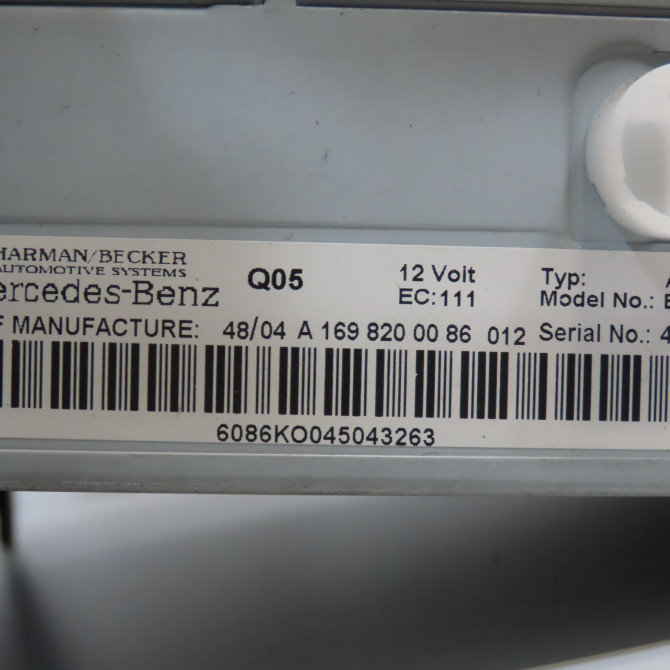 HARMAN/BECKER
AUTOMOTIVE SYSTEMS
ercedes-Benz Q05 12 Volt Typ:
EC:111 Model No.:
MANUFACTURE: 48/04 A 169 820 00 86 012 Serial No.: 4
6086KO045043263